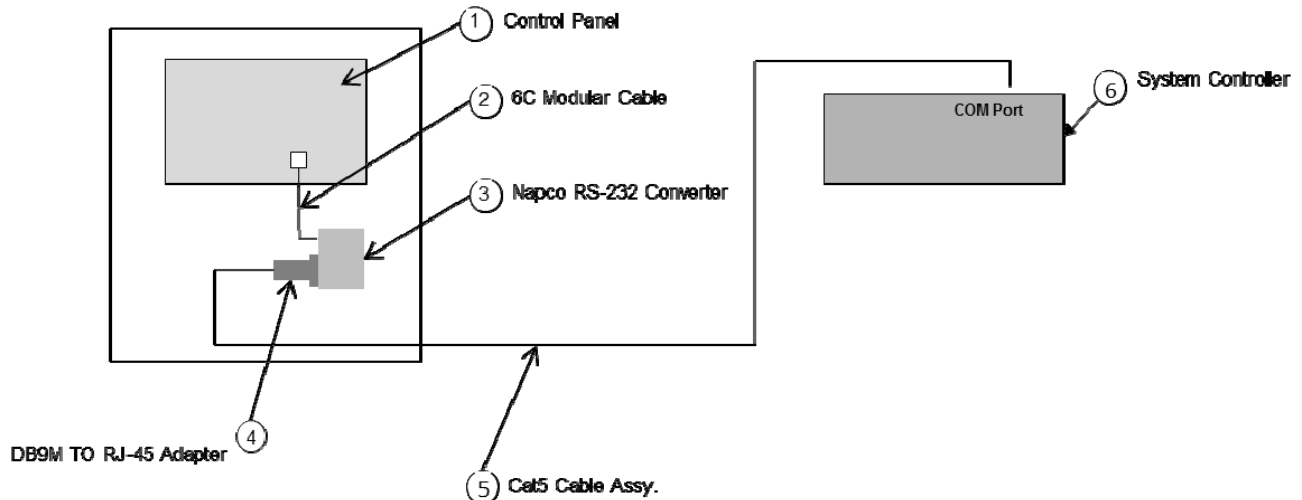 1 Control Panel
2 6C Modular Cable
3 Napco RS-232 Converter
COM Port
6 System Controller
4
DB9M TO RJ-45 Adapter
5 Cat5 Cable Assy.